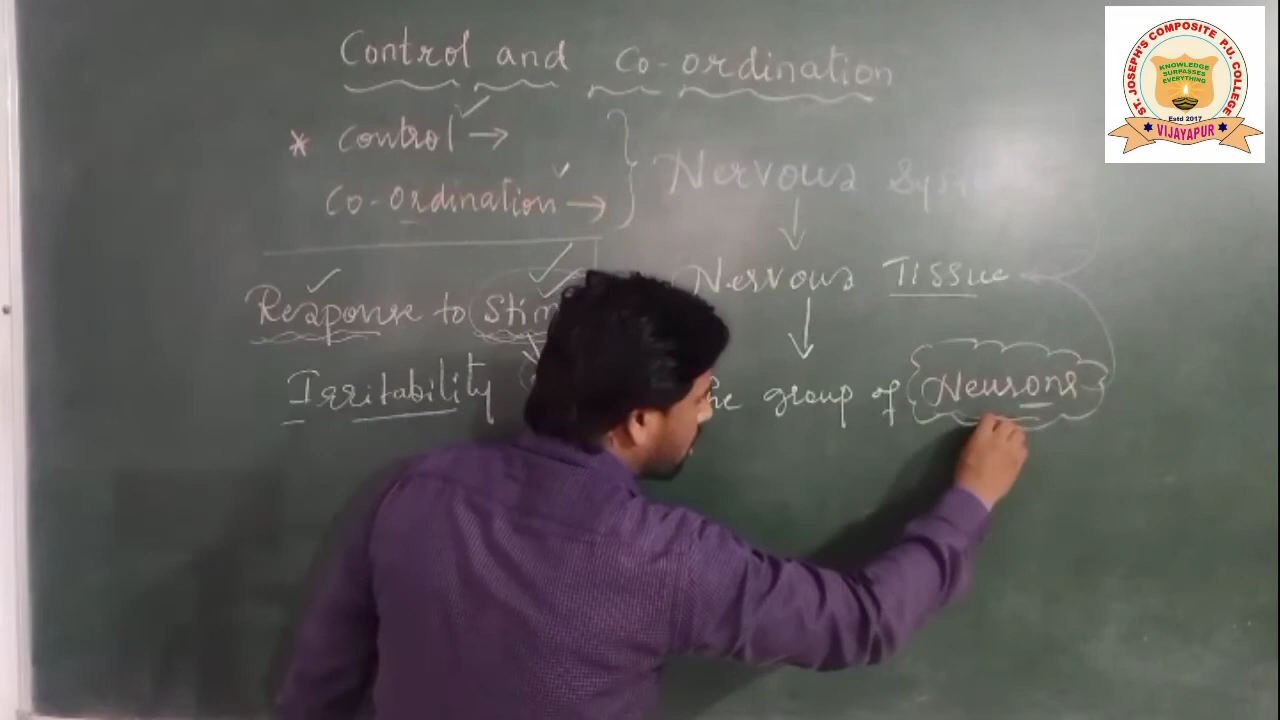 Control and Co-ordination
* Control →
Co-ordination →
Nervous
↓
Nervous Tissue
Response to
↓
Irritability
group of Neurons
ST. JOSEPH'S COMPOSITE P.U. COLLEGE
KNOWLEDGE
SURPASSES
EVERYTHING
Estd 2017
VIJAYAPUR